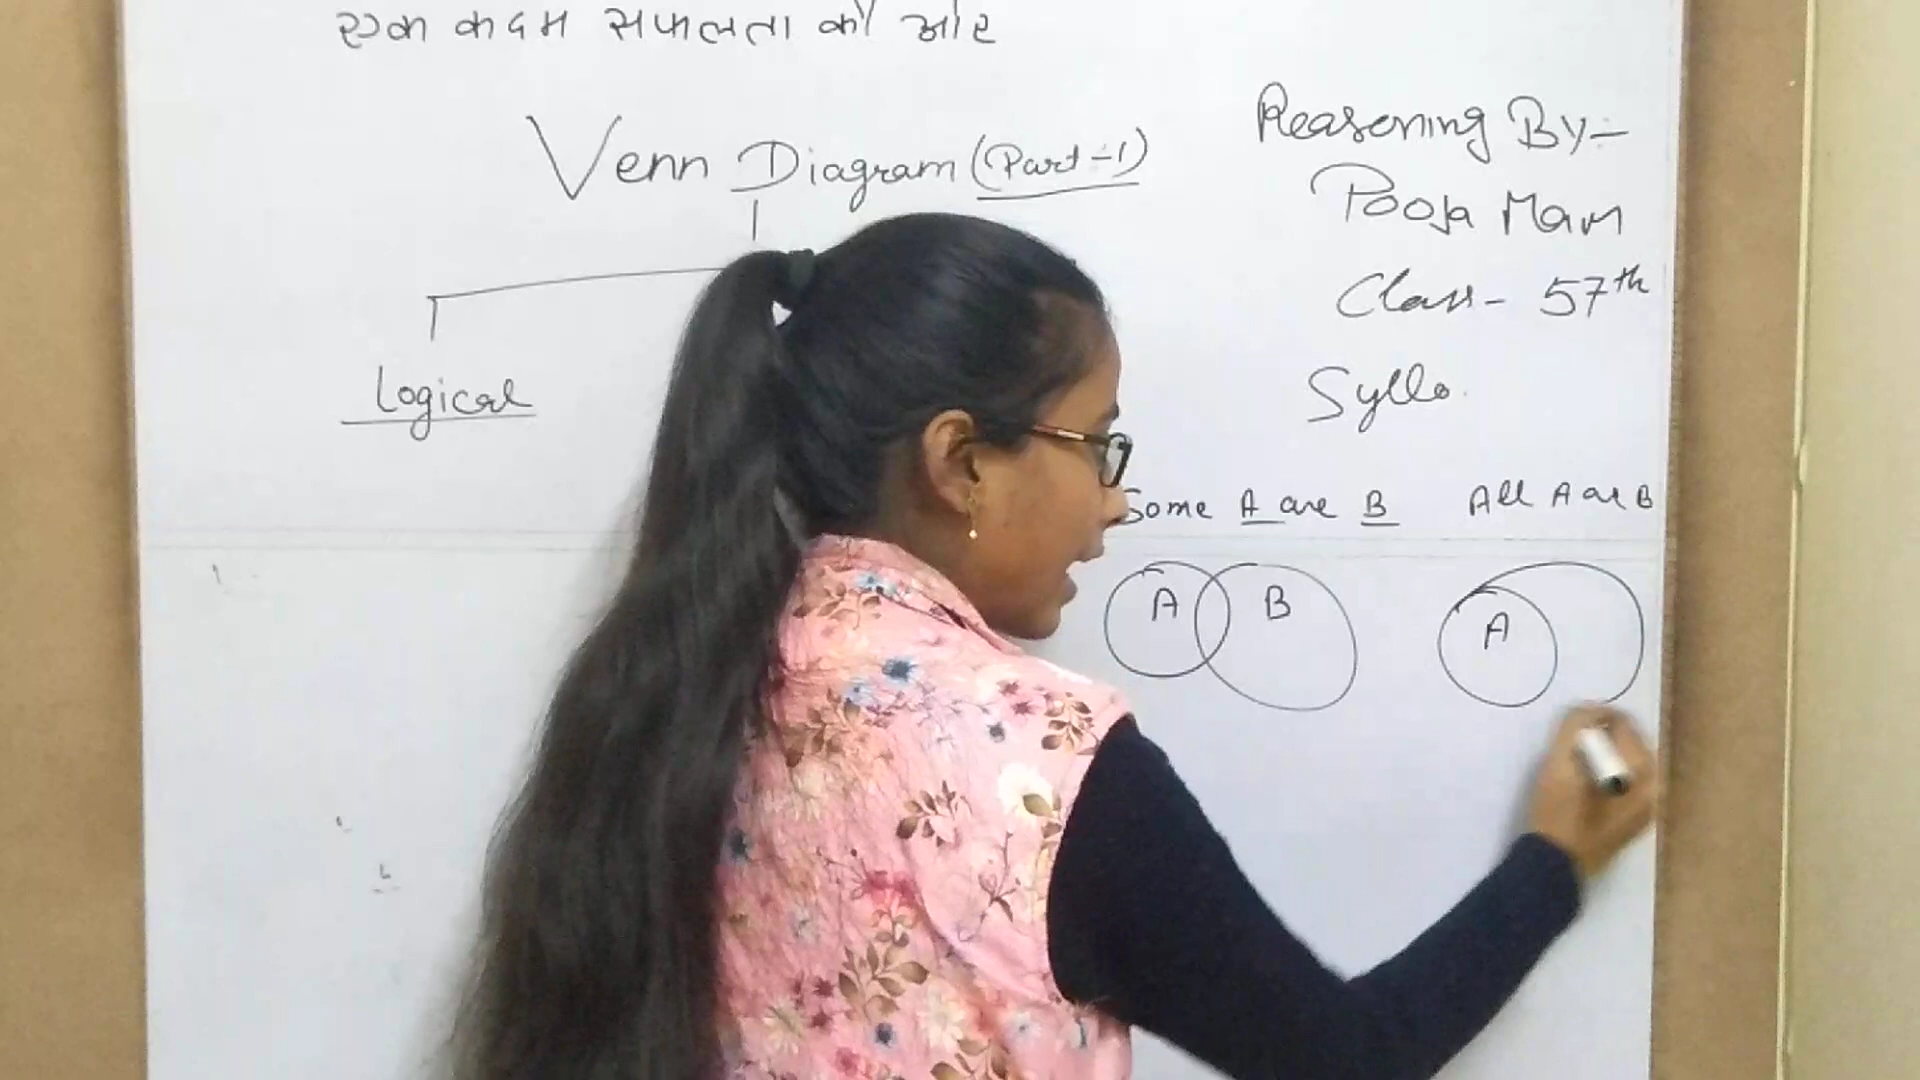 एक कदम सफलता की ओर
Venn Diagram (Part-1)
Reasoning By-
Pooja Mam
Class- 57th
Logical
Syllo.
Some A are B
All A are B
A
B
A